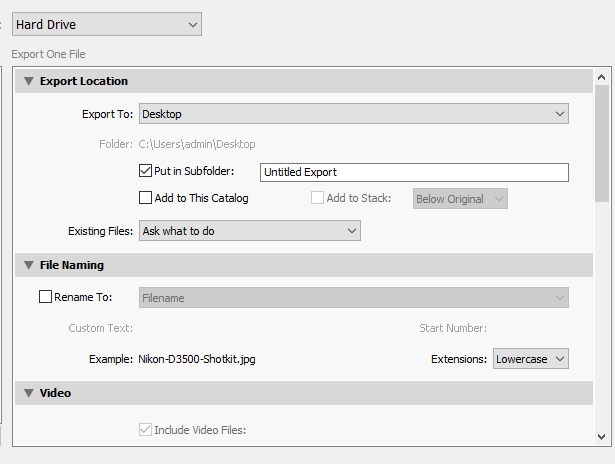 Hard Drive
Export One File
Export Location
Export To: Desktop
Folder: C:\Users\admin\Desktop
Put in Subfolder: Untitled Export
Add to This Catalog Add to Stack: Below Original
Existing Files: Ask what to do
File Naming
Rename To: Filename
Custom Text: Start Number:
Example: Nikon-D3500-Shotkit.jpg Extensions: Lowercase
Video
Include Video Files: